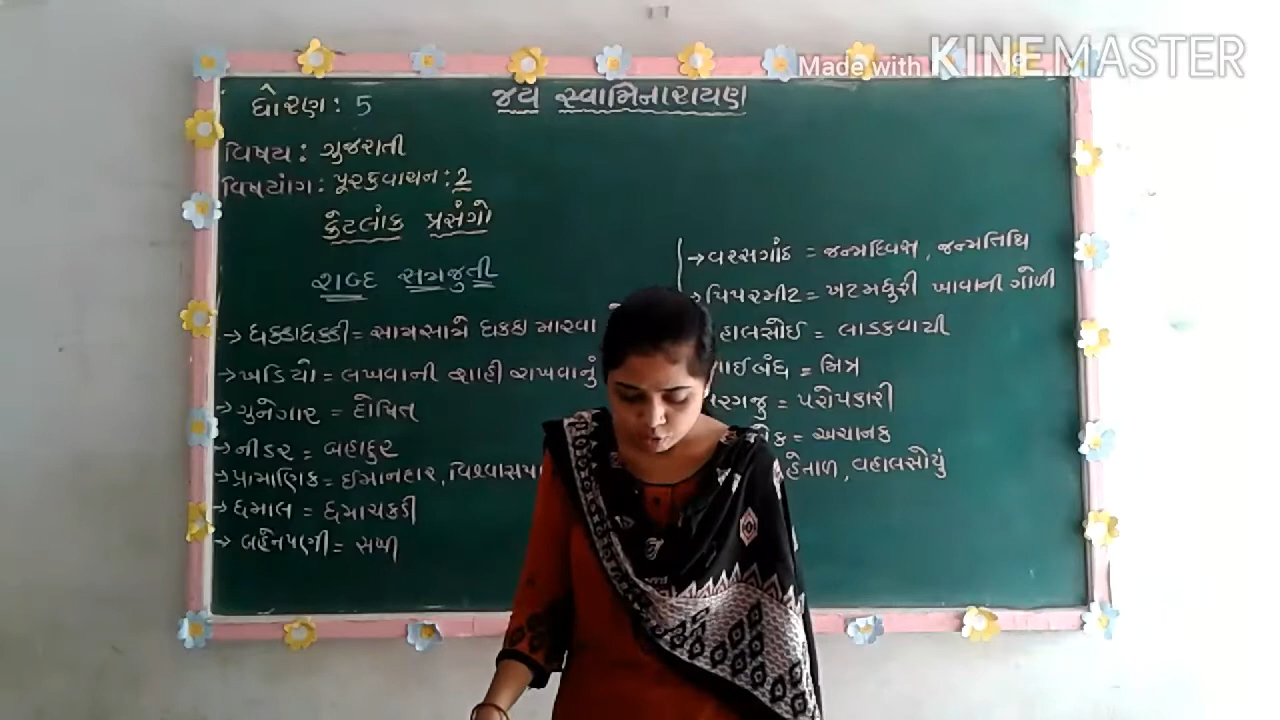 Made with KINEMASTER
જય સ્વામિનારાયણ
ધોરણ : 5
વિષય : ગુજરાતી
વિષયાંગ : પૂરકવાચન : 2
કેટલાંક પ્રસંગો
શબ્દ સમજુતી
→ ધક્કાધક્કી = સામસામે ધક્કા મારવા
→ ખડિયો = લખવાની શાહી રાખવાનું
→ ગુનેગાર = દોષિત
→ નીડર = બહાદુર
→ પ્રામાણિક = ઈમાનદાર, વિશ્વાસપા
→ ધમાલ = ધમાચકડી
→ બહેનપણી = સખી
→ વરસગાંઠ = જન્મદિવસ, જન્મતિથિ
→ પિપરમીટ = ખટમધુરી ખાવાની ગોળી
હાલસોઈ = લાડકવાયી
ાઈબંધ = મિત્ર
રગજુ = પરોપકારી
ક = અચાનક
હેતાળ, વહાલસોયું